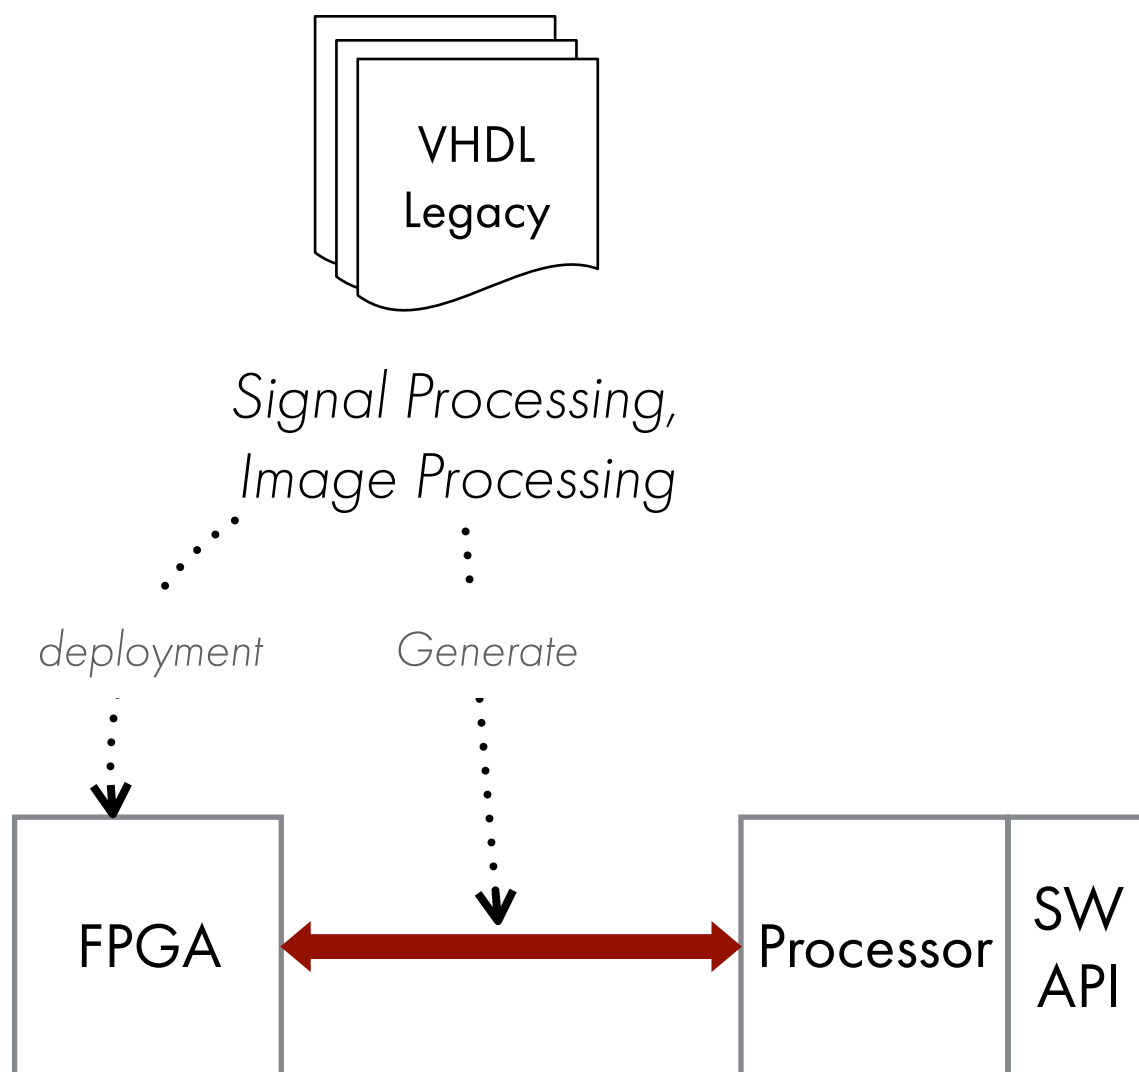 VHDL
Legacy
Signal Processing,
Image Processing
deployment
Generate
FPGA
Processor
SW
API